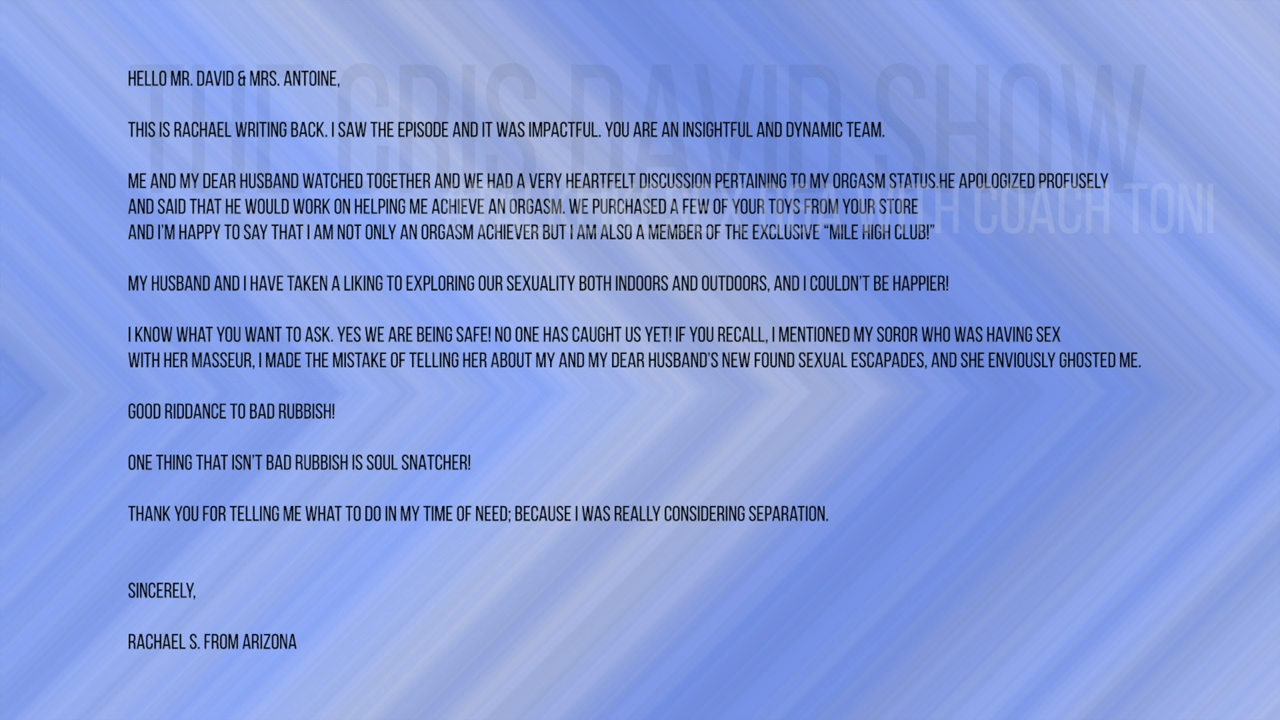 THE CRIS DAVID SHOW
WITH COACH TONI
HELLO MR. DAVID & MRS. ANTOINE,
THIS IS RACHAEL WRITING BACK. I SAW THE EPISODE AND IT WAS IMPACTFUL. YOU ARE AN INSIGHTFUL AND DYNAMIC TEAM.
ME AND MY DEAR HUSBAND WATCHED TOGETHER AND WE HAD A VERY HEARTFELT DISCUSSION PERTAINING TO MY ORGASM STATUS.HE APOLOGIZED PROFUSELY
AND SAID THAT HE WOULD WORK ON HELPING ME ACHIEVE AN ORGASM. WE PURCHASED A FEW OF YOUR TOYS FROM YOUR STORE
AND I'M HAPPY TO SAY THAT I AM NOT ONLY AN ORGASM ACHIEVER BUT I AM ALSO A MEMBER OF THE EXCLUSIVE “MILE HIGH CLUB!”
MY HUSBAND AND I HAVE TAKEN A LIKING TO EXPLORING OUR SEXUALITY BOTH INDOORS AND OUTDOORS, AND I COULDN'T BE HAPPIER!
I KNOW WHAT YOU WANT TO ASK. YES WE ARE BEING SAFE! NO ONE HAS CAUGHT US YET! IF YOU RECALL, I MENTIONED MY SOROR WHO WAS HAVING SEX
WITH HER MASSEUR, I MADE THE MISTAKE OF TELLING HER ABOUT MY AND MY DEAR HUSBAND'S NEW FOUND SEXUAL ESCAPADES, AND SHE ENVIOUSLY GHOSTED ME.
GOOD RIDDANCE TO BAD RUBBISH!
ONE THING THAT ISN'T BAD RUBBISH IS SOUL SNATCHER!
THANK YOU FOR TELLING ME WHAT TO DO IN MY TIME OF NEED; BECAUSE I WAS REALLY CONSIDERING SEPARATION.
SINCERELY,
RACHAEL S. FROM ARIZONA